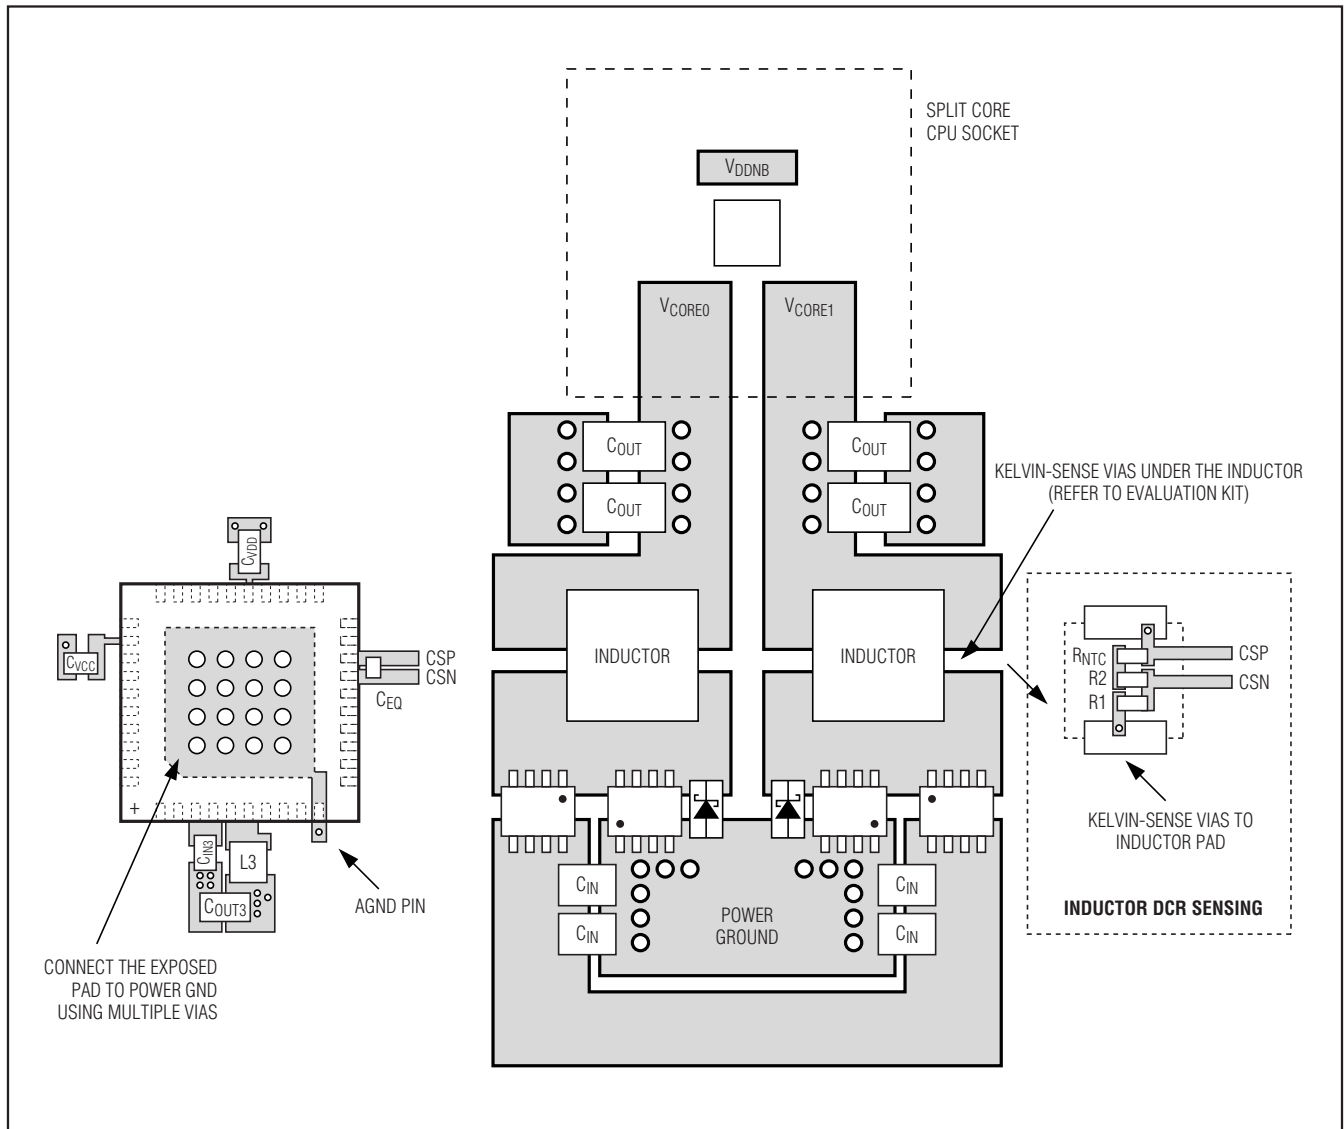 SPLIT CORE
CPU SOCKET
VDDNB
VCORE0
VCORE1
COUT
COUT
COUT
COUT
KELVIN-SENSE VIAS UNDER THE INDUCTOR
(REFER TO EVALUATION KIT)
CVDD
CVCC
CSP
CSN
CEQ
INDUCTOR
INDUCTOR
RNTC
R2
R1
CSP
CSN
+
CIN3
L3
COUT3
AGND PIN
CIN
CIN
CIN
CIN
POWER
GROUND
KELVIN-SENSE VIAS TO
INDUCTOR PAD
INDUCTOR DCR SENSING
CONNECT THE EXPOSED
PAD TO POWER GND
USING MULTIPLE VIAS